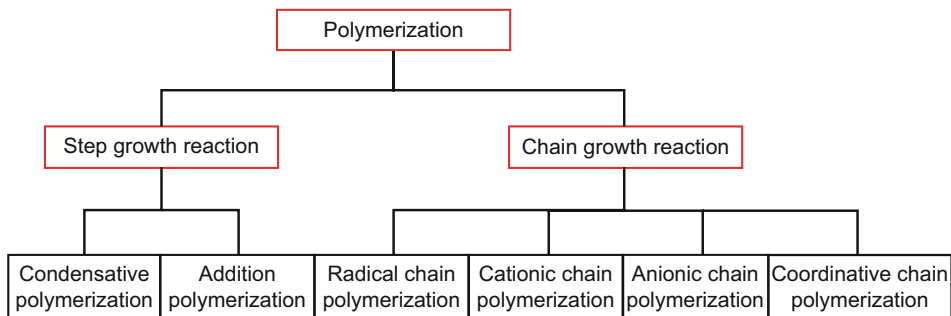 Polymerization
Step growth reaction
Chain growth reaction
Condensative
polymerization
Addition
polymerization
Radical chain
polymerization
Cationic chain
polymerization
Anionic chain
polymerization
Coordinative chain
polymerization